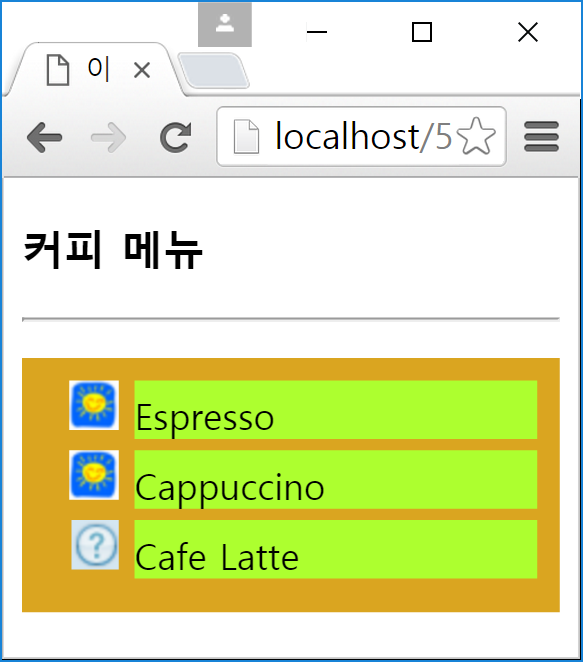 이
localhost/5
커피 메뉴
Espresso
Cappuccino
?
Cafe Latte